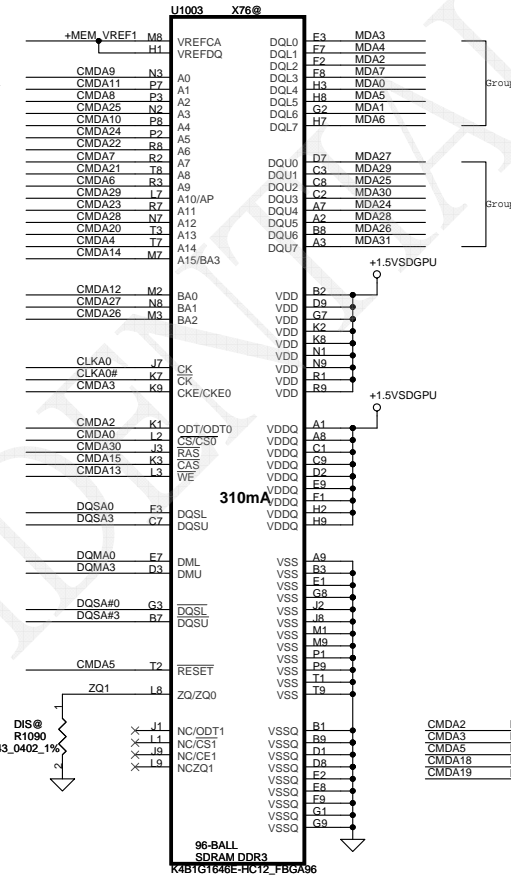 U1003 X76@
+MEM_VREF1 M8 VREFCA
H1 VREFDQ
CMDA9 N3 A0
CMDA11 P7 A1
CMDA8 P3 A2
CMDA25 N2 A3
CMDA10 P8 A4
CMDA24 P2 A5
CMDA22 R8 A6
CMDA7 R2 A7
CMDA21 T8 A8
CMDA6 R3 A9
CMDA29 L7 A10/AP
CMDA23 R7 A11
CMDA28 N7 A12
CMDA20 T3 A13
CMDA4 T7 A14
CMDA14 M7 A15/BA3
CMDA12 M2 BA0
CMDA27 N8 BA1
CMDA26 M3 BA2
CLKA0 J7 CK
CLKA0# K7 CK
CMDA3 K9 CKE/CKE0
CMDA2 K1 ODT/ODT0
CMDA0 L2 CS/CS0
CMDA30 J3 RAS
CMDA15 K3 CAS
CMDA13 L3 WE
DQSA0 F3 DQSL
DQSA3 C7 DQSU
DQMA0 E7 DML
DQMA3 D3 DMU
DQSA#0 G3 DQSL
DQSA#3 B7 DQSU
CMDA5 T2 RESET
ZQ1 L8 ZQ/ZQ0
J1 NC/ODT1
L1 NC/CS1
J9 NC/CE1
L9 NCZQ1
DIS@
R1090
43_0402_1%
1
2
DQL0 E3 MDA3
DQL1 F7 MDA4
DQL2 F2 MDA2
DQL3 F8 MDA7
DQL4 H3 MDA0
DQL5 H8 MDA5
DQL6 G2 MDA1
DQL7 H7 MDA6
Group
DQU0 D7 MDA27
DQU1 C3 MDA29
DQU2 C8 MDA25
DQU3 C2 MDA30
DQU4 A7 MDA24
DQU5 A2 MDA28
DQU6 B8 MDA26
DQU7 A3 MDA31
Group
+1.5VSDGPU
VDD B2
VDD D9
VDD G7
VDD K2
VDD K8
VDD N1
VDD N9
VDD R1
VDD R9
+1.5VSDGPU
VDDQ A1
VDDQ A8
VDDQ C1
VDDQ C9
VDDQ D2
VDDQ E9
VDDQ F1
VDDQ H2
VDDQ H9
310mA
VSS A9
VSS B3
VSS E1
VSS G8
VSS J2
VSS J8
VSS M1
VSS M9
VSS P1
VSS P9
VSS T1
VSS T9
VSSQ B1
VSSQ B9
VSSQ D1
VSSQ D8
VSSQ E2
VSSQ E8
VSSQ F9
VSSQ G1
VSSQ G9
96-BALL
SDRAM DDR3
K4B1G1646E-HC12_FBGA96
CMDA2
CMDA3
CMDA5
CMDA18
CMDA19